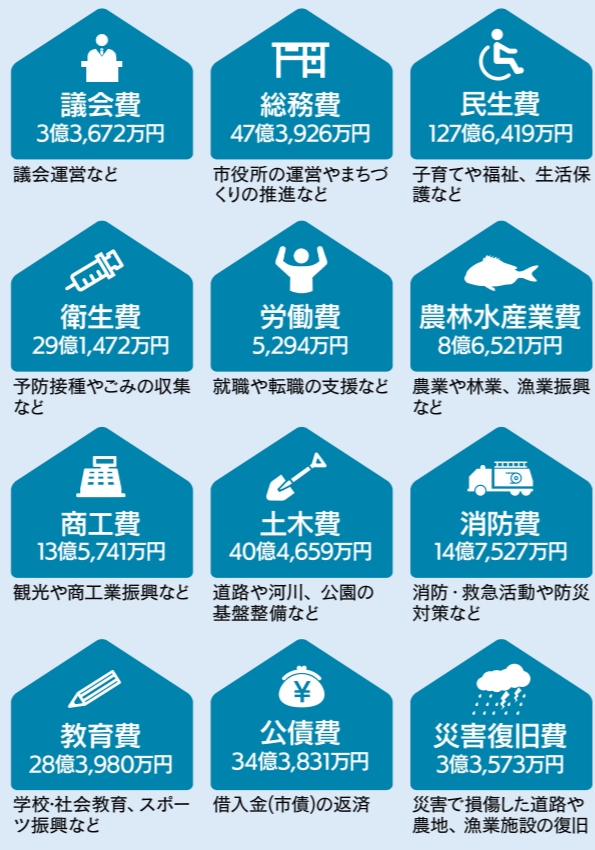 議会費
3億3,672万円
議会運営など
総務費
47億3,926万円
市役所の運営やまちづ
くりの推進など
民生費
127億6,419万円
子育てや福祉、生活保
護など
衛生費
29億1,472万円
予防接種やごみの収集
など
労働費
5,294万円
就職や転職の支援など
農林水産業費
8億6,521万円
農業や林業、漁業振興
など
商工費
13億5,741万円
観光や商工業振興など
土木費
40億4,659万円
道路や河川、公園の
基盤整備など
消防費
14億7,527万円
消防・救急活動や防災
対策など
教育費
28億3,980万円
学校・社会教育、スポー
ツ振興など
¥
公債費
34億3,831万円
借入金(市債)の返済
災害復旧費
3億3,573万円
災害で損傷した道路や
農地、漁業施設の復旧